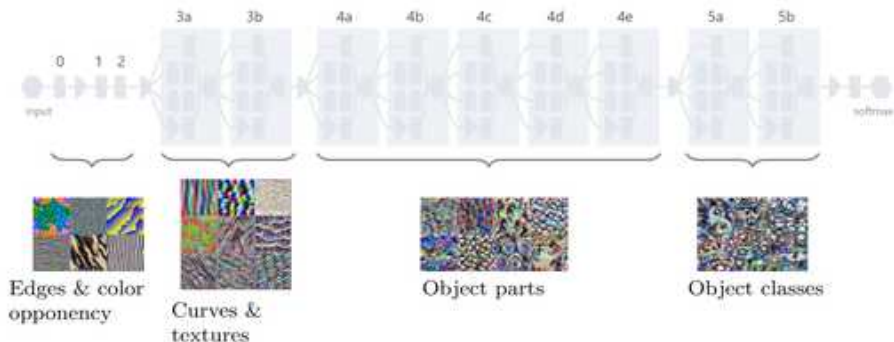 3a 3b 4a 4b 4c 4d 4e 5a 5b
0 1 2
input softmax
Edges & color
opponency
Curves &
textures
Object parts
Object classes